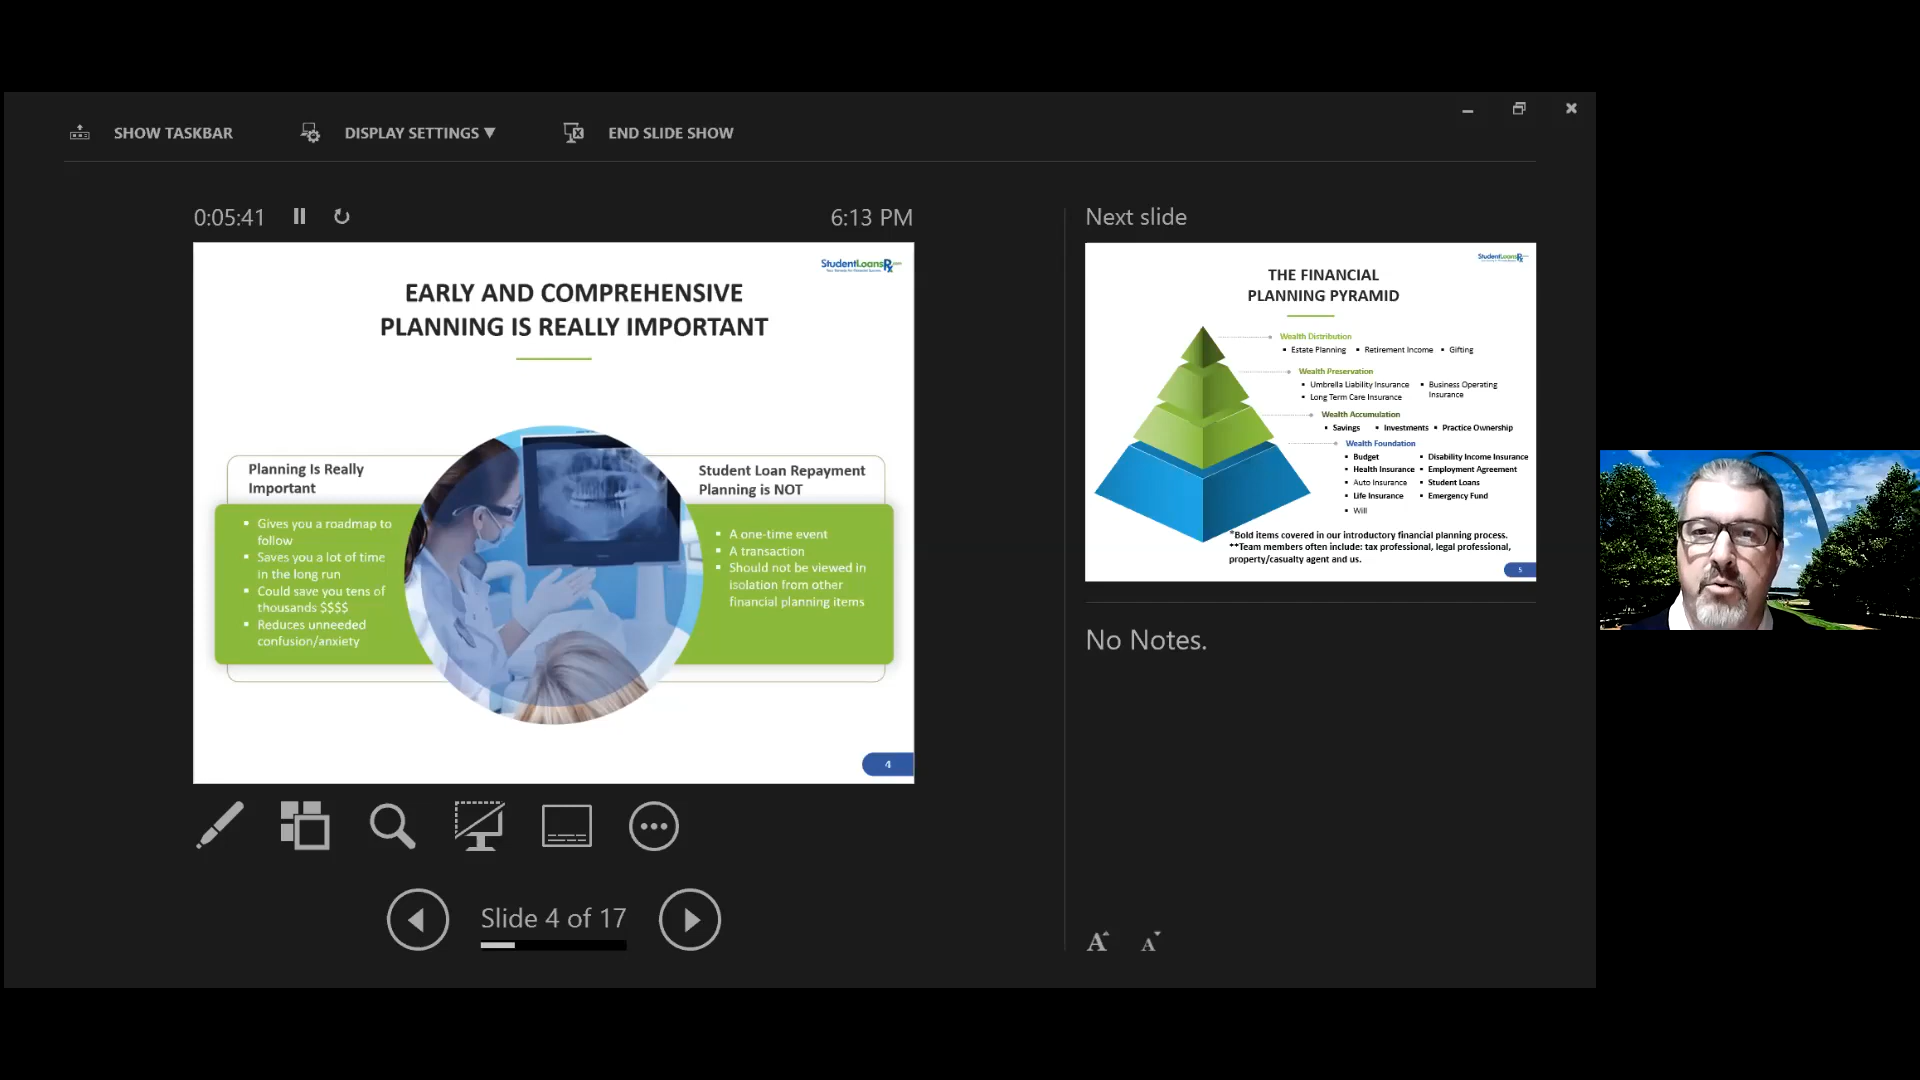 SHOW TASKBAR
DISPLAY SETTINGS ▼
END SLIDE SHOW
0:05:41
6:13 PM
StudentLoansRx.com
EARLY AND COMPREHENSIVE
PLANNING IS REALLY IMPORTANT
Planning Is Really
Important
▪ Gives you a roadmap to
follow
▪ Saves you a lot of time
in the long run
▪ Could save you tens of
thousands $$$$
▪ Reduces unneeded
confusion/anxiety
Student Loan Repayment
Planning is NOT
▪ A one-time event
▪ A transaction
▪ Should not be viewed in
isolation from other
financial planning items
4
Slide 4 of 17
Next slide
StudentLoansRx
THE FINANCIAL
PLANNING PYRAMID
Wealth Distribution
▪ Estate Planning ▪ Retirement Income ▪ Gifting
Wealth Preservation
▪ Umbrella Liability Insurance ▪ Business Operating
Insurance
▪ Long Term Care Insurance
Wealth Accumulation
▪ Savings ▪ Investments ▪ Practice Ownership
Wealth Foundation
▪ Budget ▪ Disability Income Insurance
▪ Health Insurance ▪ Employment Agreement
▪ Auto Insurance ▪ Student Loans
▪ Life Insurance ▪ Emergency Fund
▪ Will
*Bold items covered in our introductory financial planning process.
**Team members often include: tax professional, legal professional,
property/casualty agent and us.
5
No Notes.
A A